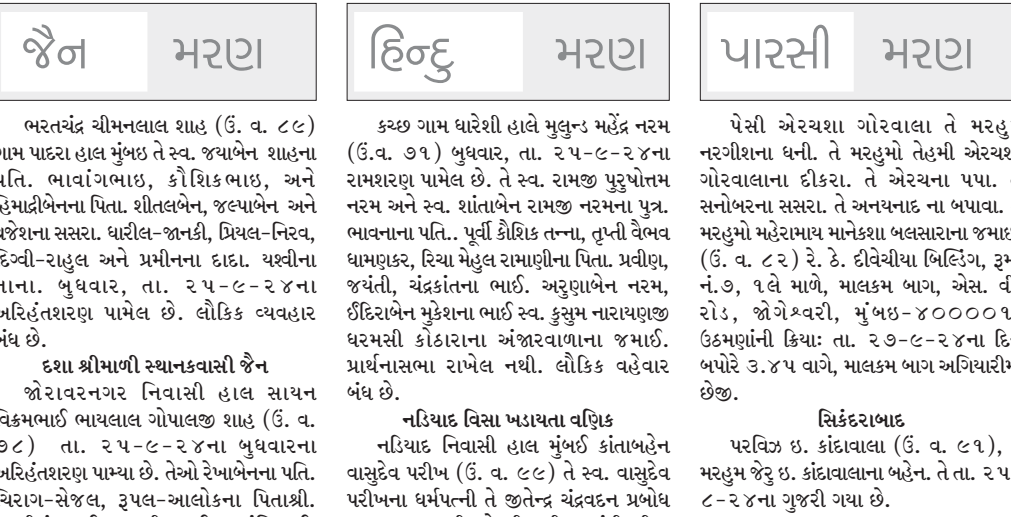 જૈન મરણ
ભરતચંદ્ર ચીમનલાલ શાહ (ઉં. વ. ૮૯)
ગામ પાદરા હાલ મુંબઇ તે સ્વ. જયાબેન શાહના
પતિ. ભાવાંગભાઇ, કૌશિકભાઇ, અને
હિમાદ્રીબેનના પિતા. શીતલબેન, જલ્પાબેન અને
વ્રજેશના સસરા. ધારીલ-જાનકી, પ્રિયલ-નિરવ,
દિગ્વી-રાહુલ અને પ્રમીનના દાદા. યશ્વીના
નાના. બુધવાર, તા. ૨૫-૯-૨૪ના
અરિહંતશરણ પામેલ છે. લૌકિક વ્યવહાર
બંધ છે.
દશા શ્રીમાળી સ્થાનકવાસી જૈન
જોરાવરનગર નિવાસી હાલ સાયન
વિક્રમભાઈ ભાયલાલ ગોપાલજી શાહ (ઉં. વ.
૭૮) તા. ૨૫-૯-૨૪ના બુધવારના
અરિહંતશરણ પામ્યા છે. તેઓ રેખાબેનના પતિ.
ચિરાગ-સેજલ, રૂપલ-આલોકના પિતાશ્રી.
હિન્દુ મરણ
કચ્છ ગામ ધારેશી હાલે મુલુન્ડ મહેંદ્ર નરમ
(ઉં.વ. ૭૧) બુધવાર, તા. ૨૫-૯-૨૪ના
રામશરણ પામેલ છે. તે સ્વ. રામજી પુરુષોત્તમ
નરમ અને સ્વ. શાંતાબેન રામજી નરમના પુત્ર.
ભાવનાના પતિ.. પૂર્વી કૌશિક તન્ના, તૃપ્તી વૈભવ
ધામણકર, રિચા મેહુલ રામાણીના પિતા. પ્રવીણ,
જયંતી, ચંદ્રકાંતના ભાઈ. અરુણાબેન નરમ,
ઈંદિરાબેન મુકેશના ભાઈ સ્વ. કુસુમ નારાયણજી
ધરમસી કોઠારાના અંજારવાળાના જમાઈ.
પ્રાર્થનાસભા રાખેલ નથી. લૌકિક વહેવાર
બંધ છે.
નડિયાદ વિસા ખડાયતા વણિક
નડિયાદ નિવાસી હાલ મુંબઈ કાંતાબહેન
વાસુદેવ પરીખ (ઉં. વ. ૯૯) તે સ્વ. વાસુદેવ
પરીખના ધર્મપત્ની તે જીતેન્દ્ર ચંદ્રવદન પ્રબોધ
પારસી મરણ
પેસી એરચશા ગોરવાલા તે મરહુમ
નરગીશના ધની. તે મરહુમો તેહમી એરચશા
ગોરવાલાના દીકરા. તે એરચના પપા.
સનોબરના સસરા. તે અનયનાદ ના બપાવા.
મરહુમો મહેરામાય માનેકશા બલસારાના જમાઇ
(ઉં. વ. ૮૨) રે. ઠે. દીવેચીયા બિલ્ડિંગ, રૂમ
નં.૭, ૧લે માળે, માલકમ બાગ, એસ. વી
રોડ, જોગેશ્વરી, મુંબઇ-૪૦૦૦૦૧
ઉઠમણાંની ક્રિયા: તા. ૨૭-૯-૨૪ના દિ
બપોરે ૩.૪૫ વાગે, માલકમ બાગ અગિયારીમ
છેજી.
સિકંદરાબાદ
પરવિઝ ઇ. કાંદાવાલા (ઉં. વ. ૯૧),
મરહુમ જેરુ ઇ. કાંદાવાલાના બહેન. તે તા. ૨૫
૮-૨૪ના ગુજરી ગયા છે.